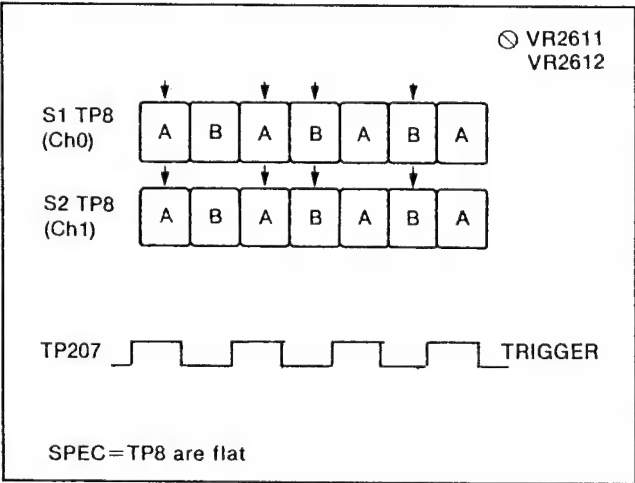 ⦸ VR2611
VR2612
S1 TP8
(Ch0)
A B A B A B A
S2 TP8
(Ch1)
A B A B A B A
TP207
TRIGGER
SPEC=TP8 are flat